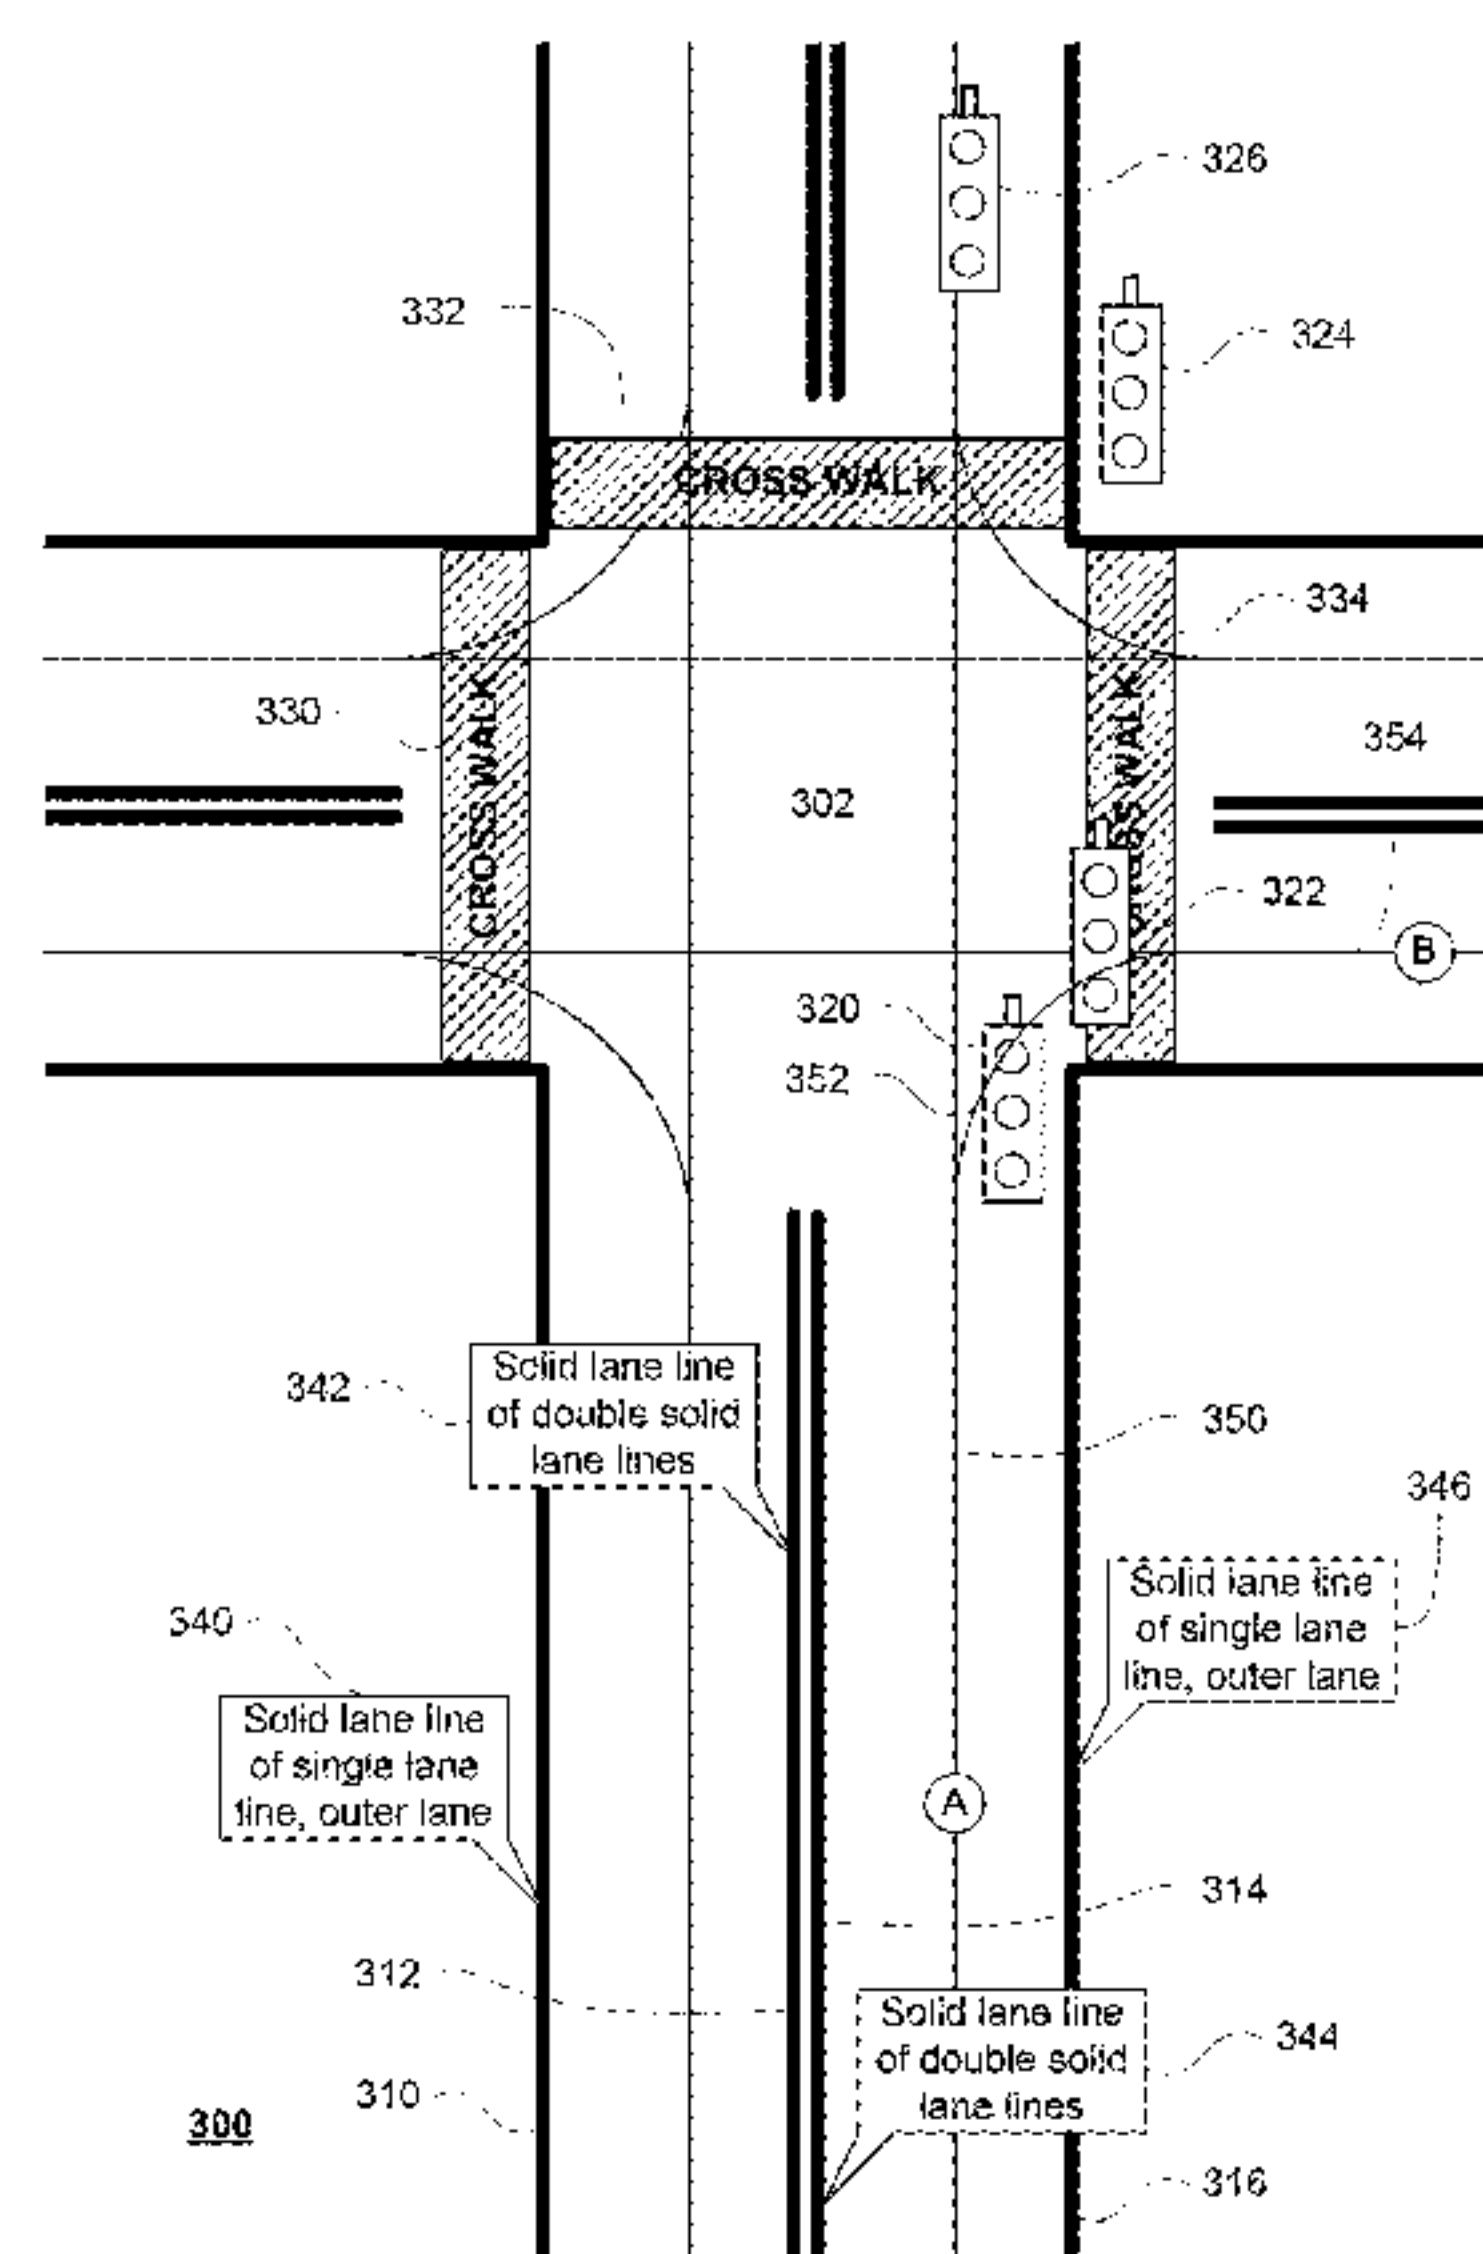 326
332
324
CROSS WALK
334
330
CROSS WALK
354
302
322
B
320
352
Solid lane line
of double solid
lane lines
342
350
346
Solid lane line
of single lane
line, outer lane
340
Solid lane line
of single lane
line, outer lane
A
314
312
Solid lane line
of double solid
lane lines
344
310
300
316